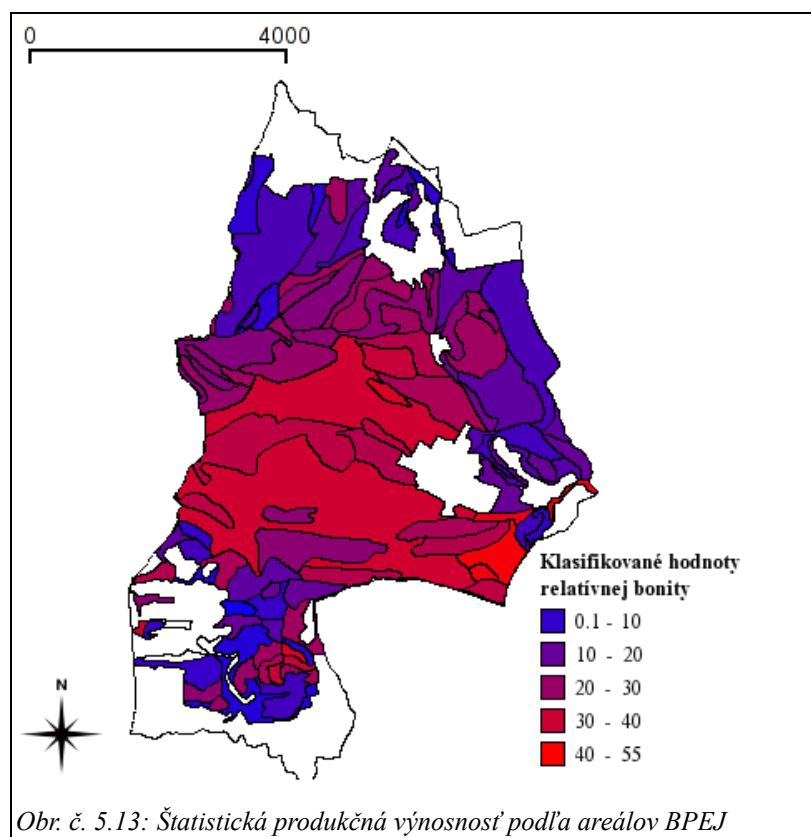 0 4000
N
Klasifikované hodnoty
relatívnej bonity
0.1 - 10
10 - 20
20 - 30
30 - 40
40 - 55
Obr. č. 5.13: Štatistická produkčná výnosnosť podľa areálov BPEJ